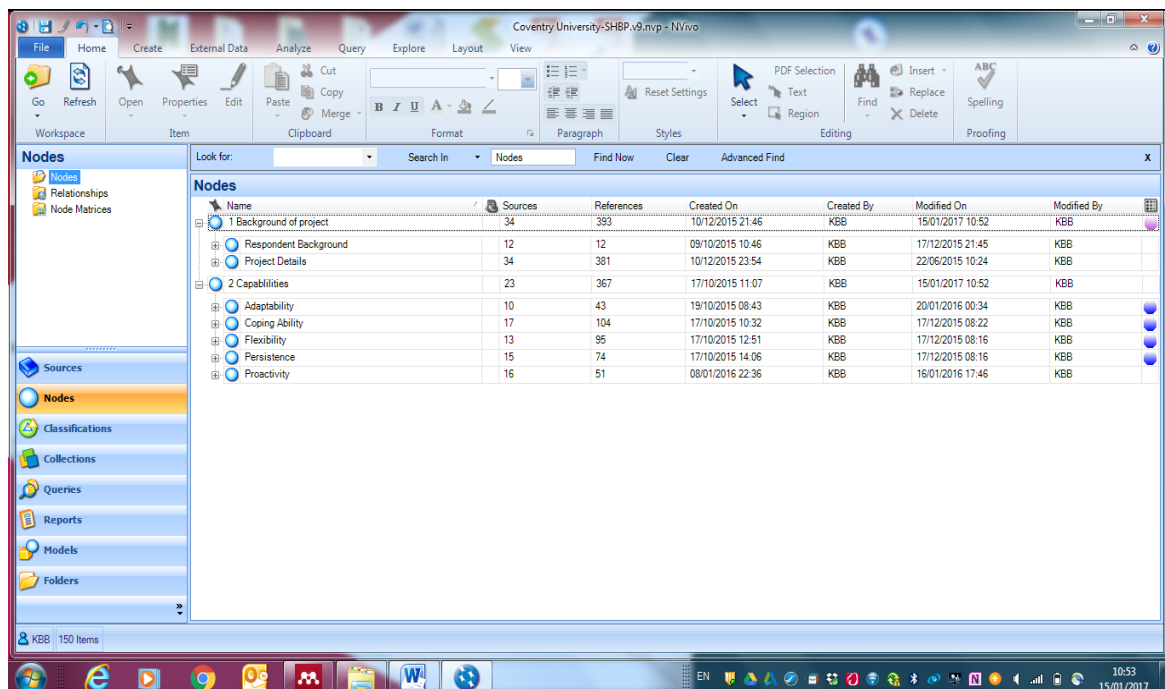 Coventry University-SHBP.v9.nvp - NVivo
File Home Create External Data Analyze Query Explore Layout View
Go Refresh Open Properties Edit Paste Cut Copy Merge B I U A Reset Settings Select PDF Selection Text Region Find Insert Replace Delete ABC Spelling
Workspace Item Clipboard Format Paragraph Styles Editing Proofing
Nodes
Nodes
Relationships
Node Matrices
Sources
Nodes
Classifications
Collections
Queries
Reports
Models
Folders
Look for: Search In Nodes Find Now Clear Advanced Find x
Nodes
Name Sources References Created On Created By Modified On Modified By
1 Background of project 34 393 10/12/2015 21:46 KBB 15/01/2017 10:52 KBB
Respondent Background 12 12 09/10/2015 10:46 KBB 17/12/2015 21:45 KBB
Project Details 34 381 10/12/2015 23:54 KBB 22/06/2015 10:24 KBB
2 Capablilities 23 367 17/10/2015 11:07 KBB 15/01/2017 10:52 KBB
Adaptability 10 43 19/10/2015 08:43 KBB 20/01/2016 00:34 KBB
Coping Ability 17 104 17/10/2015 10:32 KBB 17/12/2015 08:22 KBB
Flexibility 13 95 17/10/2015 12:51 KBB 17/12/2015 08:16 KBB
Persistence 15 74 17/10/2015 14:06 KBB 17/12/2015 08:16 KBB
Proactivity 16 51 08/01/2016 22:36 KBB 16/01/2016 17:46 KBB
KBB 150 Items
EN 10:53
15/01/2017